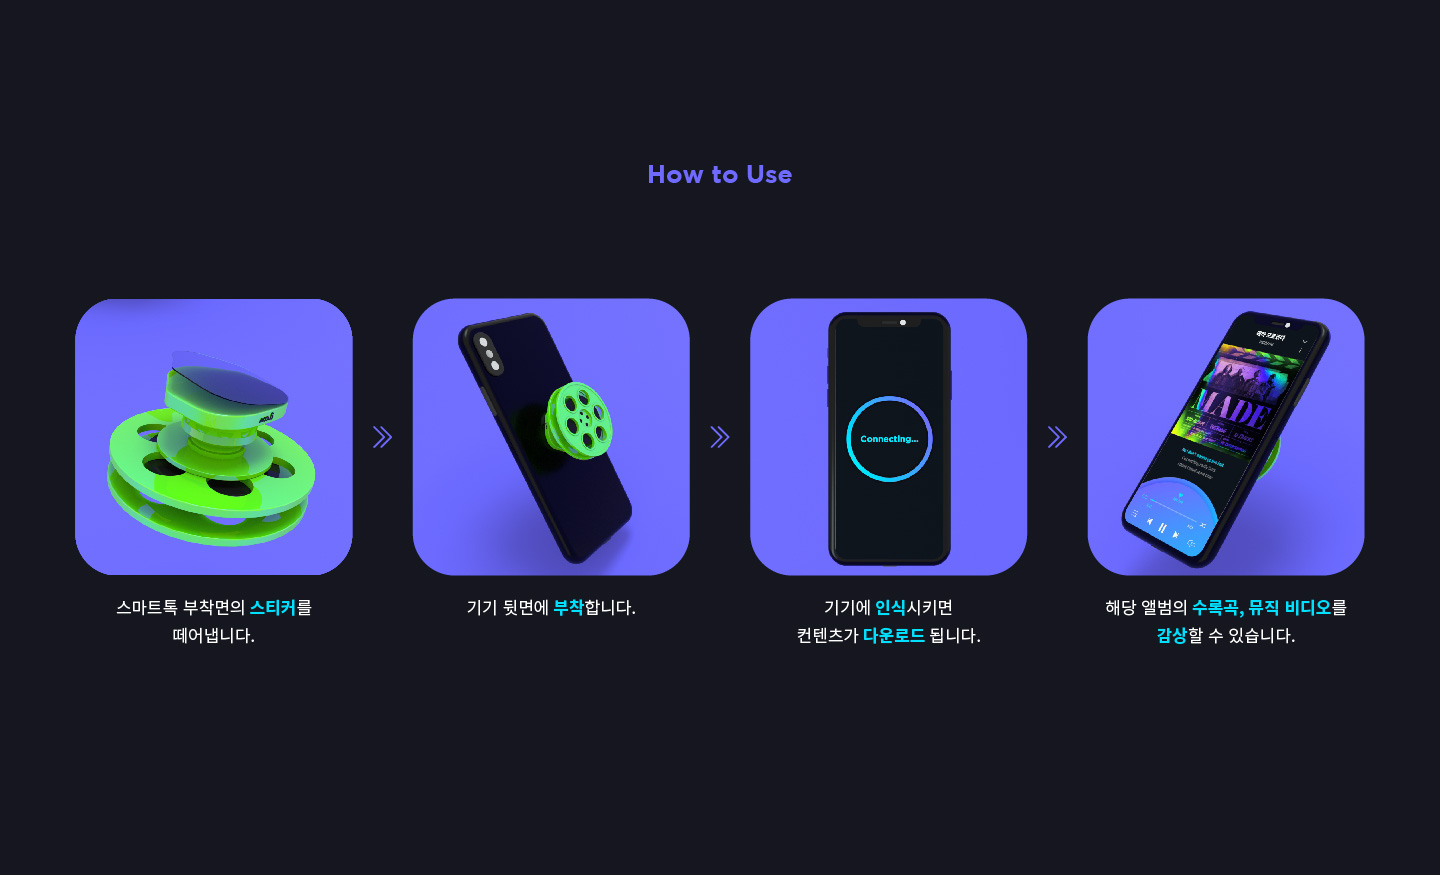 How to Use
Connecting...
MADE
스마트톡 부착면의 스티커를
떼어냅니다.
기기 뒷면에 부착합니다.
기기에 인식시키면
컨텐츠가 다운로드 됩니다.
해당 앨범의 수록곡, 뮤직 비디오를
감상할 수 있습니다.